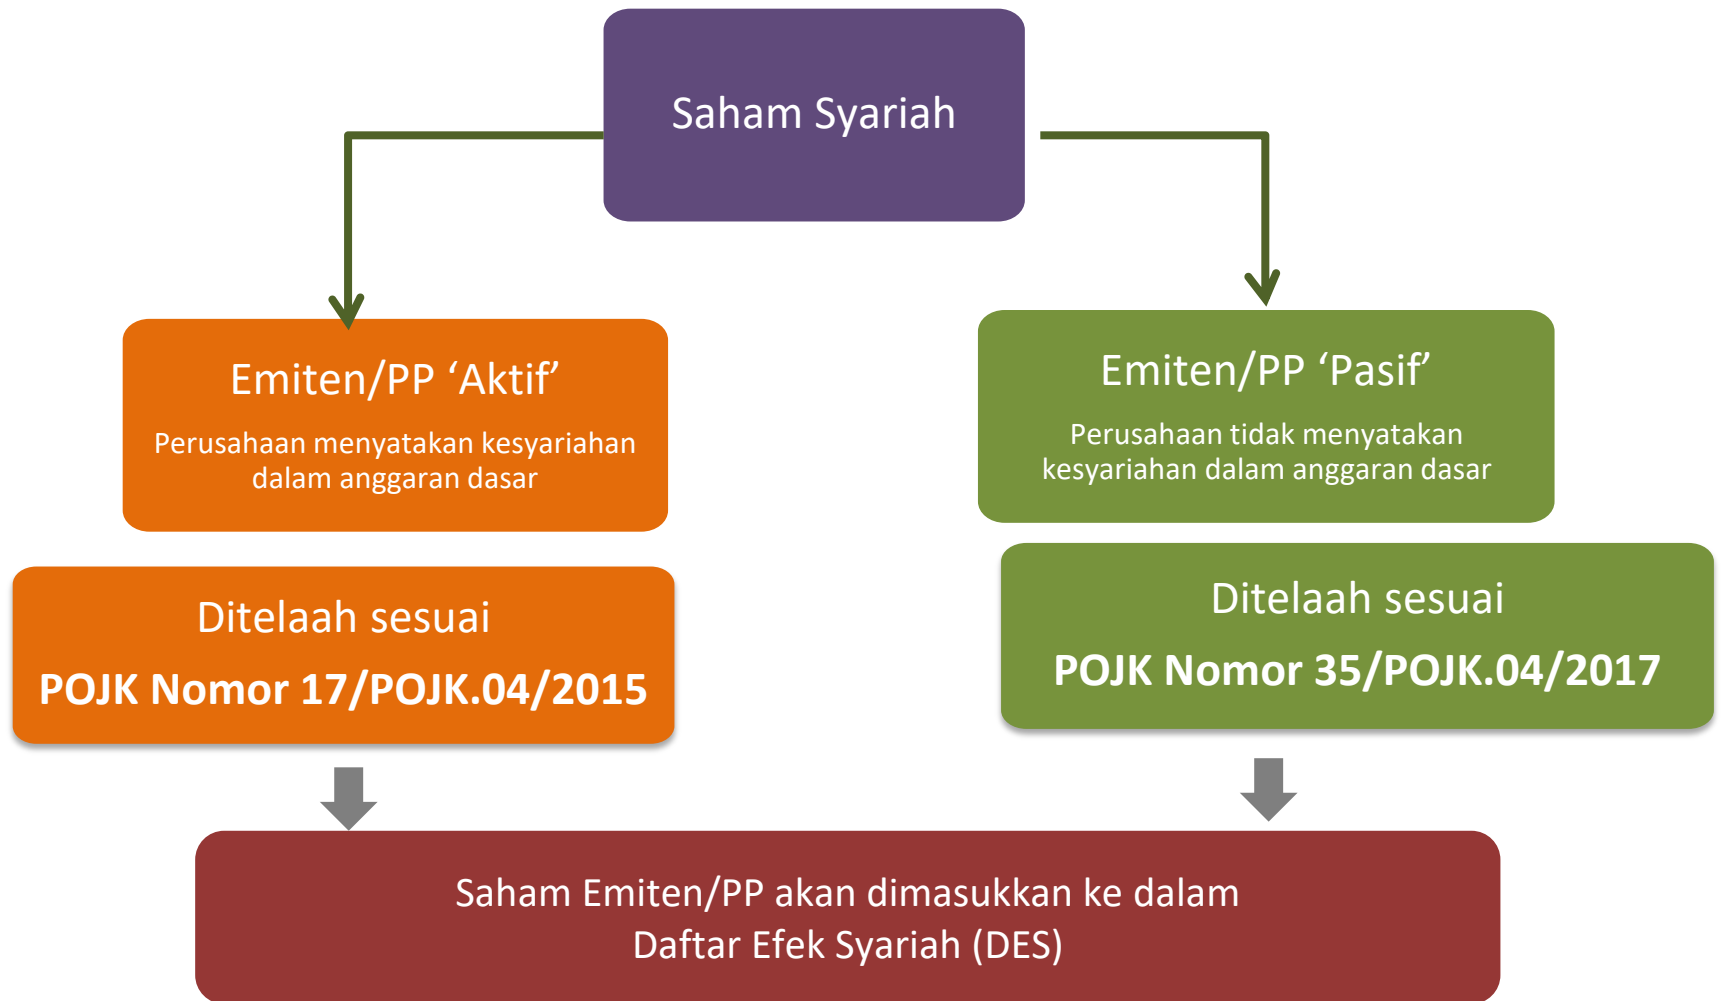 Saham Syariah
Emiten/PP ‘Aktif’
Perusahaan menyatakan kesyariahan
dalam anggaran dasar
Emiten/PP ‘Pasif’
Perusahaan tidak menyatakan
kesyariahan dalam anggaran dasar
Ditelaah sesuai
POJK Nomor 17/POJK.04/2015
Ditelaah sesuai
POJK Nomor 35/POJK.04/2017
Saham Emiten/PP akan dimasukkan ke dalam
Daftar Efek Syariah (DES)